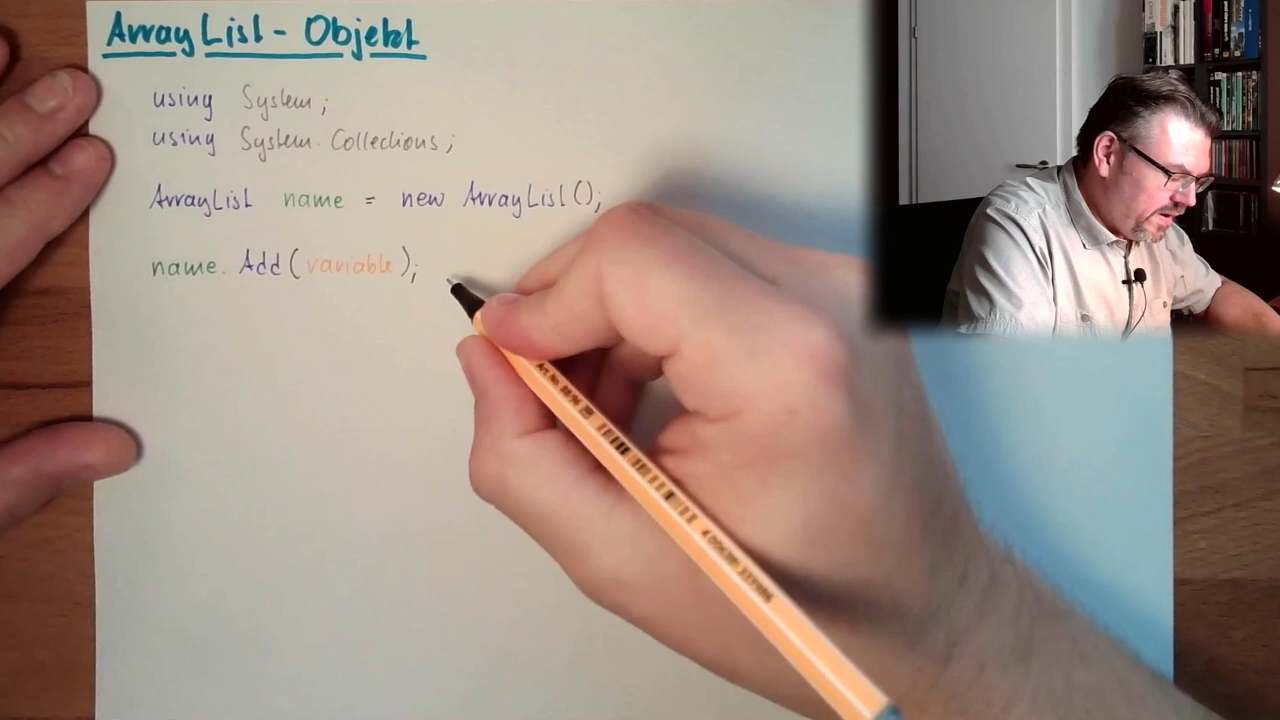 ArrayList - Objekt
using System;
using System.Collections;
ArrayList name = new ArrayList();
name.Add(variable);